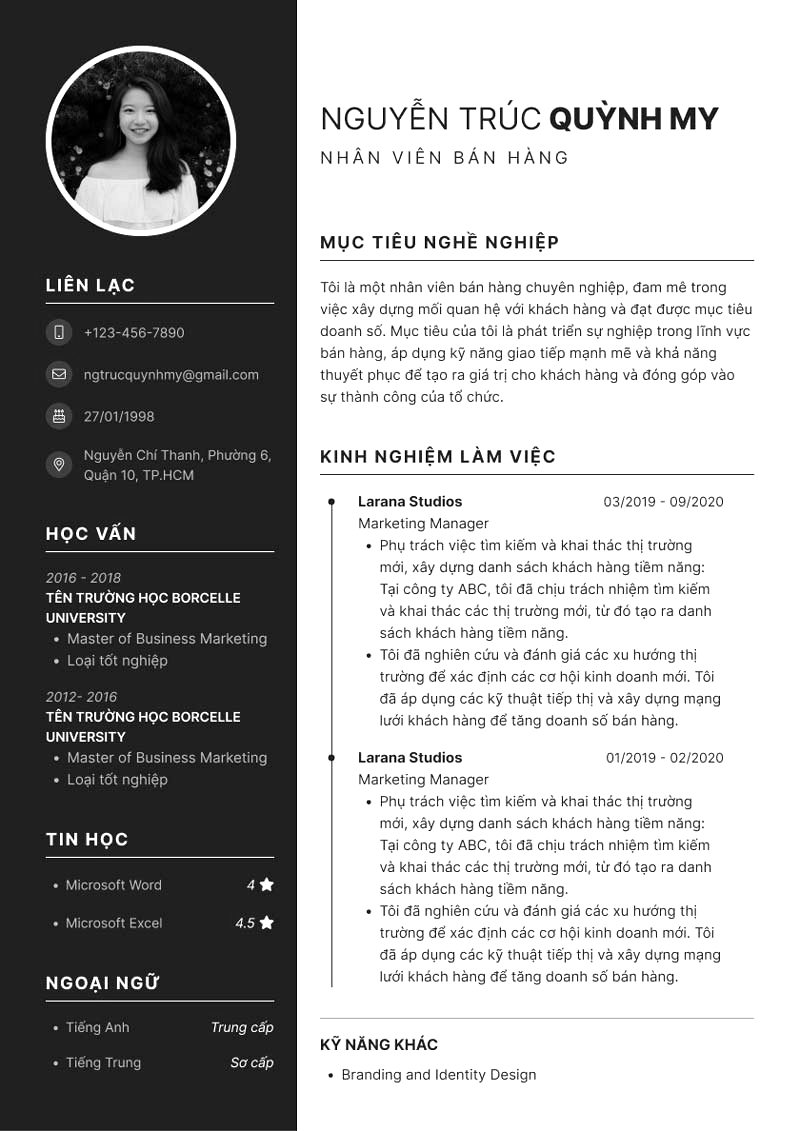 NGUYỄN TRÚC QUỲNH MY
NHÂN VIÊN BÁN HÀNG
LIÊN LẠC
+123-456-7890
ngtrucquynhmy@gmail.com
27/01/1998
Nguyễn Chí Thanh, Phường 6,
Quận 10, TP.HCM
HỌC VẤN
2016 - 2018
TÊN TRƯỜNG HỌC BORCELLE
UNIVERSITY
• Master of Business Marketing
• Loại tốt nghiệp
2012- 2016
TÊN TRƯỜNG HỌC BORCELLE
UNIVERSITY
• Master of Business Marketing
• Loại tốt nghiệp
TIN HỌC
• Microsoft Word 4 ★
• Microsoft Excel 4.5 ★
NGOẠI NGỮ
• Tiếng Anh Trung cấp
• Tiếng Trung Sơ cấp
MỤC TIÊU NGHỀ NGHIỆP
Tôi là một nhân viên bán hàng chuyên nghiệp, đam mê trong
việc xây dựng mối quan hệ với khách hàng và đạt được mục tiêu
doanh số. Mục tiêu của tôi là phát triển sự nghiệp trong lĩnh vực
bán hàng, áp dụng kỹ năng giao tiếp mạnh mẽ và khả năng
thuyết phục để tạo ra giá trị cho khách hàng và đóng góp vào
sự thành công của tổ chức.
KINH NGHIỆM LÀM VIỆC
Larana Studios 03/2019 - 09/2020
Marketing Manager
• Phụ trách việc tìm kiếm và khai thác thị trường
mới, xây dựng danh sách khách hàng tiềm năng:
Tại công ty ABC, tôi đã chịu trách nhiệm tìm kiếm
và khai thác các thị trường mới, từ đó tạo ra danh
sách khách hàng tiềm năng.
• Tôi đã nghiên cứu và đánh giá các xu hướng thị
trường để xác định các cơ hội kinh doanh mới. Tôi
đã áp dụng các kỹ thuật tiếp thị và xây dựng mạng
lưới khách hàng để tăng doanh số bán hàng.
Larana Studios 01/2019 - 02/2020
Marketing Manager
• Phụ trách việc tìm kiếm và khai thác thị trường
mới, xây dựng danh sách khách hàng tiềm năng:
Tại công ty ABC, tôi đã chịu trách nhiệm tìm kiếm
và khai thác các thị trường mới, từ đó tạo ra danh
sách khách hàng tiềm năng.
• Tôi đã nghiên cứu và đánh giá các xu hướng thị
trường để xác định các cơ hội kinh doanh mới. Tôi
đã áp dụng các kỹ thuật tiếp thị và xây dựng mạng
lưới khách hàng để tăng doanh số bán hàng.
KỸ NĂNG KHÁC
• Branding and Identity Design